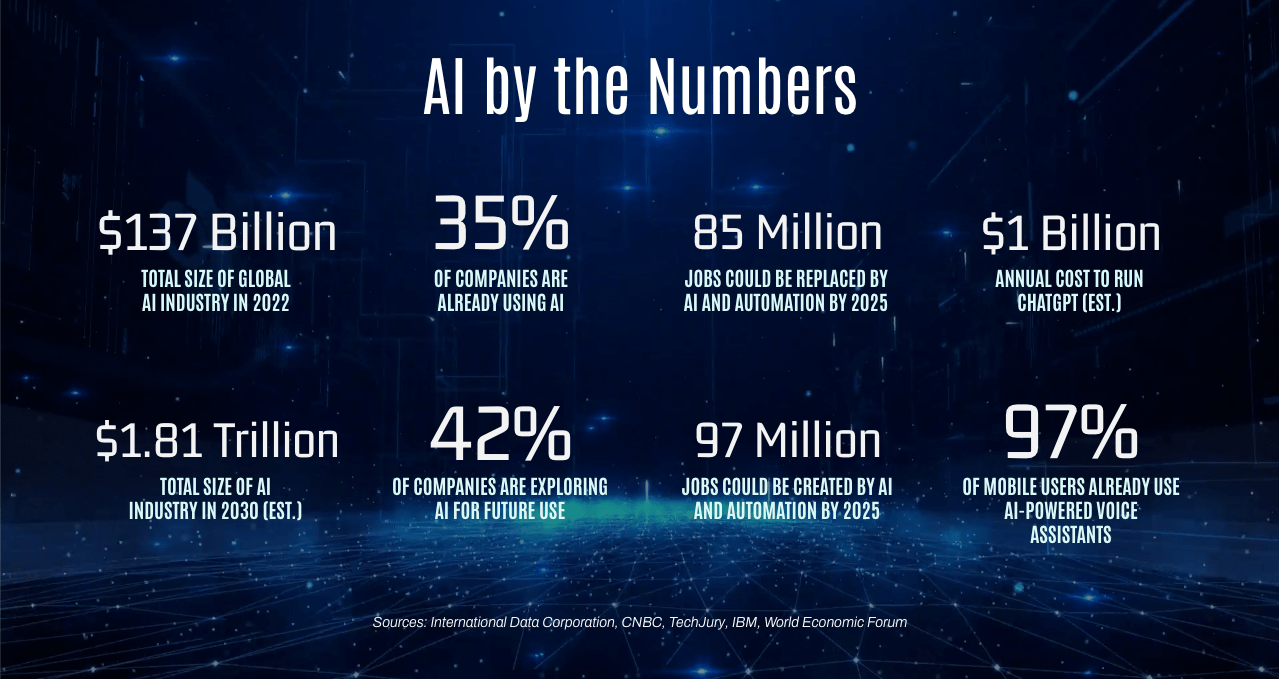 AI by the Numbers
$137 Billion
TOTAL SIZE OF GLOBAL
AI INDUSTRY IN 2022
35%
OF COMPANIES ARE
ALREADY USING AI
85 Million
JOBS COULD BE REPLACED BY
AI AND AUTOMATION BY 2025
$1 Billion
ANNUAL COST TO RUN
CHATGPT (EST.)
$1.81 Trillion
TOTAL SIZE OF AI
INDUSTRY IN 2030 (EST.)
42%
OF COMPANIES ARE EXPLORING
AI FOR FUTURE USE
97 Million
JOBS COULD BE CREATED BY AI
AND AUTOMATION BY 2025
97%
OF MOBILE USERS ALREADY USE
AI-POWERED VOICE
ASSISTANTS
Sources: International Data Corporation, CNBC, TechJury, IBM, World Economic Forum